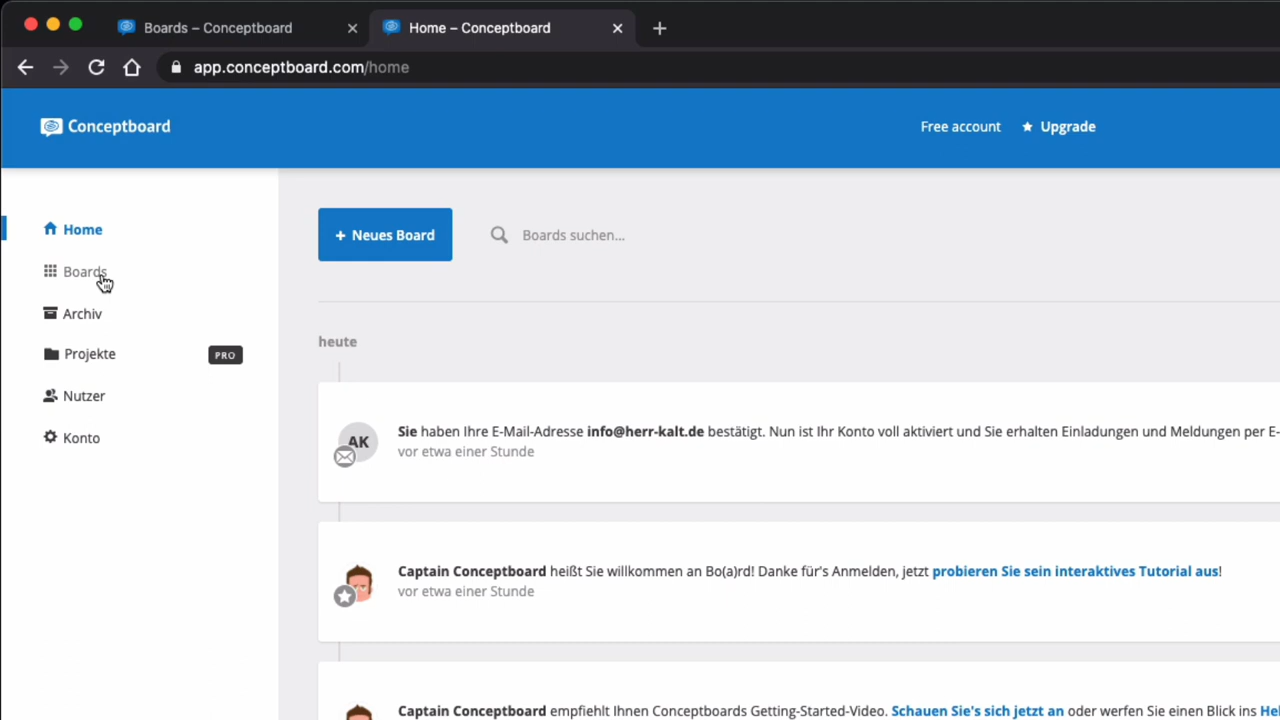 Boards – Conceptboard
Home – Conceptboard
app.conceptboard.com/home
Conceptboard
Free account
Upgrade
Home
Boards
Archiv
Projekte
PRO
Nutzer
Konto
+ Neues Board
Boards suchen...
heute
AK
Sie haben Ihre E-Mail-Adresse info@herr-kalt.de bestätigt. Nun ist Ihr Konto voll aktiviert und Sie erhalten Einladungen und Meldungen per E-
vor etwa einer Stunde
Captain Conceptboard heißt Sie willkommen an Bo(a)rd! Danke für's Anmelden, jetzt probieren Sie sein interaktives Tutorial aus!
vor etwa einer Stunde
Captain Conceptboard empfiehlt Ihnen Conceptboards Getting-Started-Video. Schauen Sie's sich jetzt an oder werfen Sie einen Blick ins